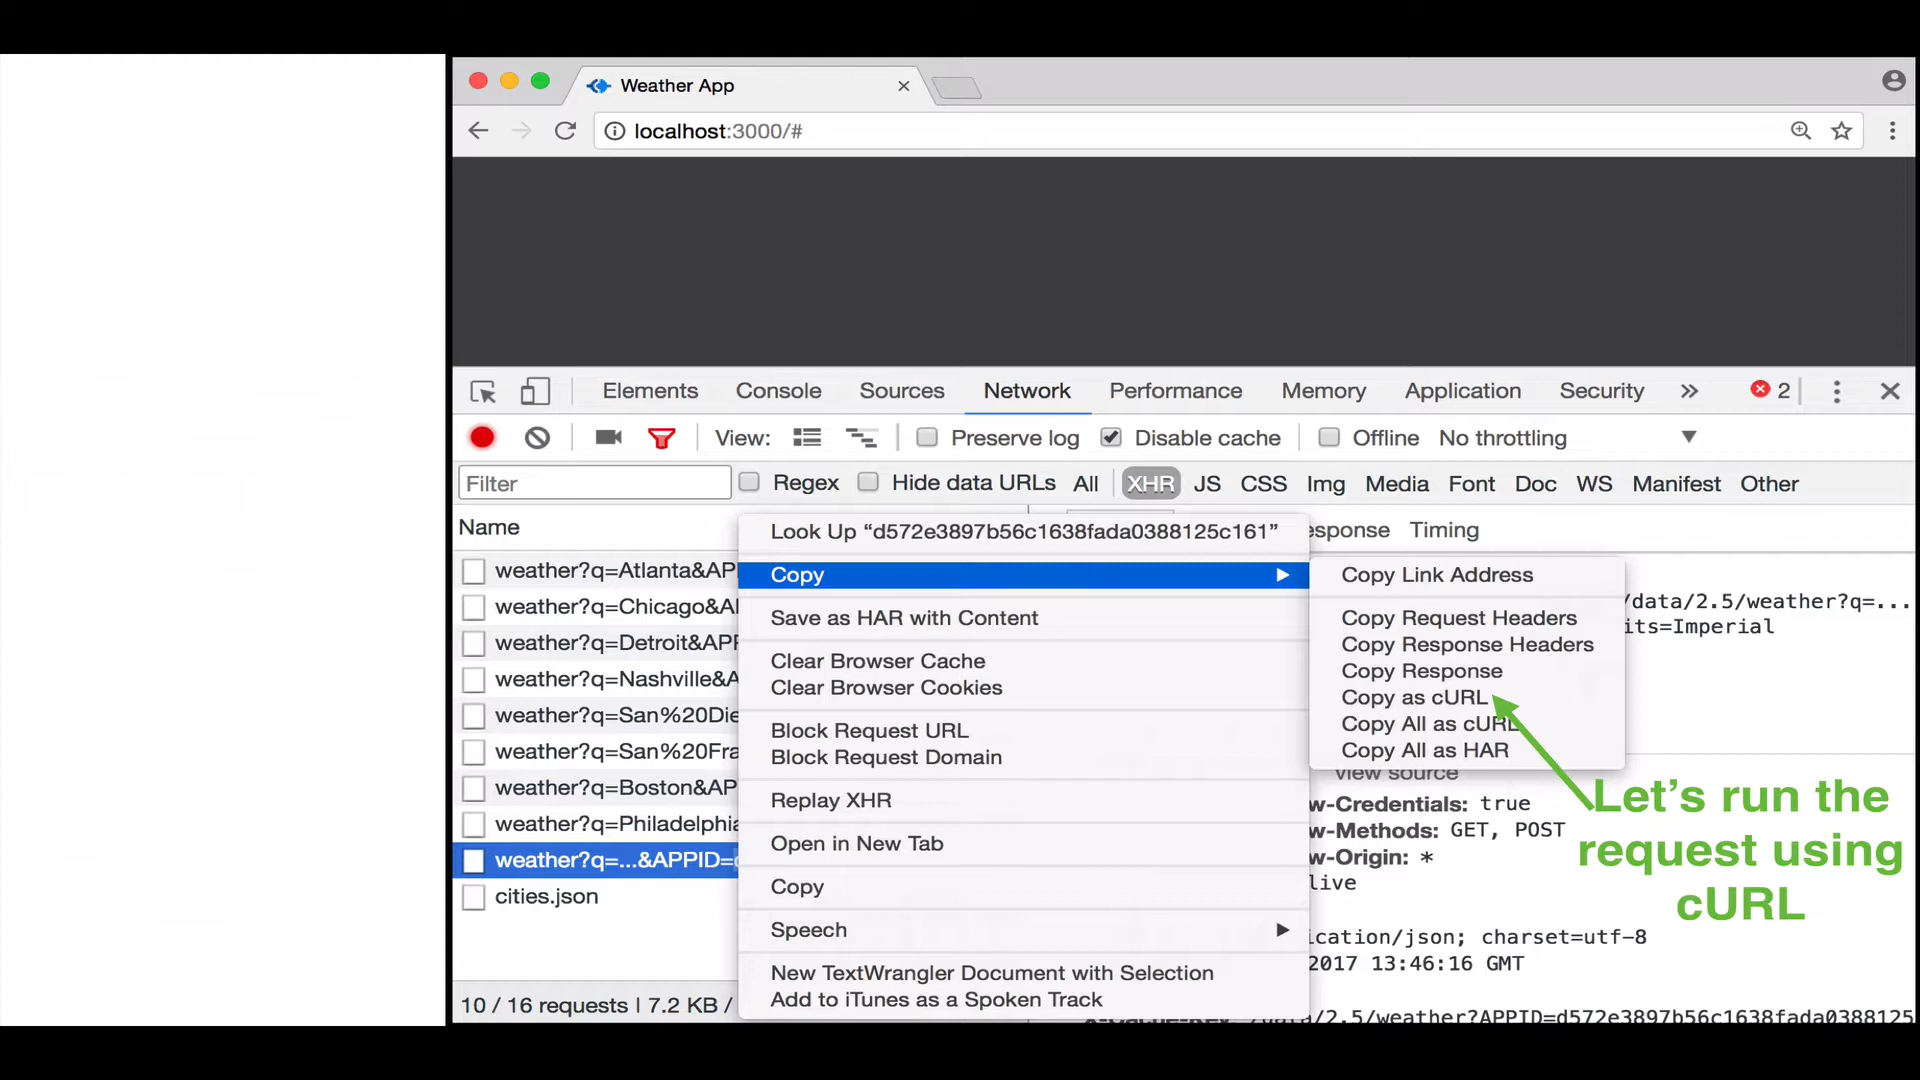 Weather App
localhost:3000/#
Elements Console Sources Network Performance Memory Application Security » 2
View: Preserve log Disable cache Offline No throttling
Filter Regex Hide data URLs All XHR JS CSS Img Media Font Doc WS Manifest Other
Name
esponse Timing
weather?q=Atlanta&AP
weather?q=Chicago&A
weather?q=Detroit&AP
weather?q=Nashville&
weather?q=San%20Die
weather?q=San%20Fra
weather?q=Boston&AP
weather?q=Philadelphia
weather?q=...&APPID=
cities.json
10 / 16 requests | 7.2 KB /
Look Up “d572e3897b56c1638fada0388125c161”
Copy
Save as HAR with Content
Clear Browser Cache
Clear Browser Cookies
Block Request URL
Block Request Domain
Replay XHR
Open in New Tab
Copy
Speech
New TextWrangler Document with Selection
Add to iTunes as a Spoken Track
Copy Link Address
Copy Request Headers
Copy Response Headers
Copy Response
Copy as cURL
Copy All as cURL
Copy All as HAR
/data/2.5/weather?q=...
its=Imperial
view source
w-Credentials: true
w-Methods: GET, POST
w-Origin: *
live
ication/json; charset=utf-8
2017 13:46:16 GMT
X-Cache-Key: /data/2.5/weather?APPID=d572e3897b56c1638fada0388125
Let’s run the
request using
cURL